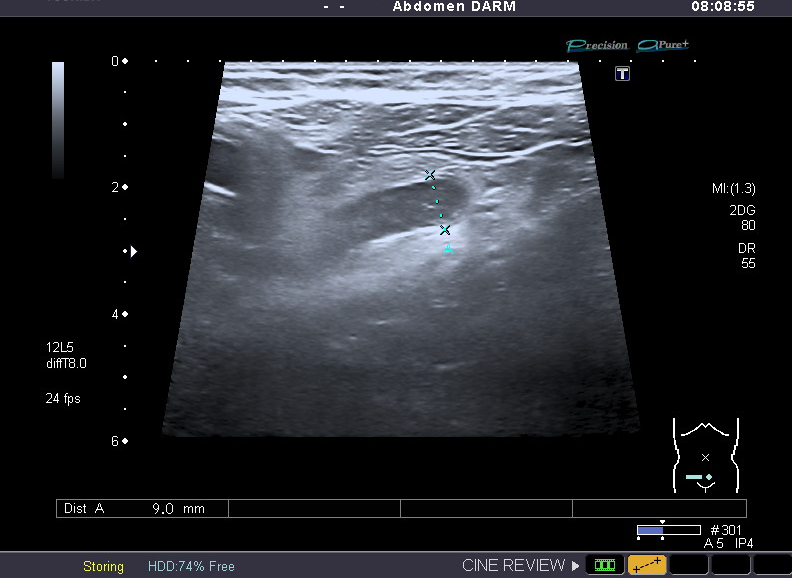 - - Abdomen DARM 08:08:55
Precision APure+
T
0
2
4
6
MI:(1.3)
2DG
80
DR
55
12L5
diffT8.0
24 fps
Dist A 9.0 mm
#301
A 5 IP4
Storing HDD:74% Free CINE REVIEW